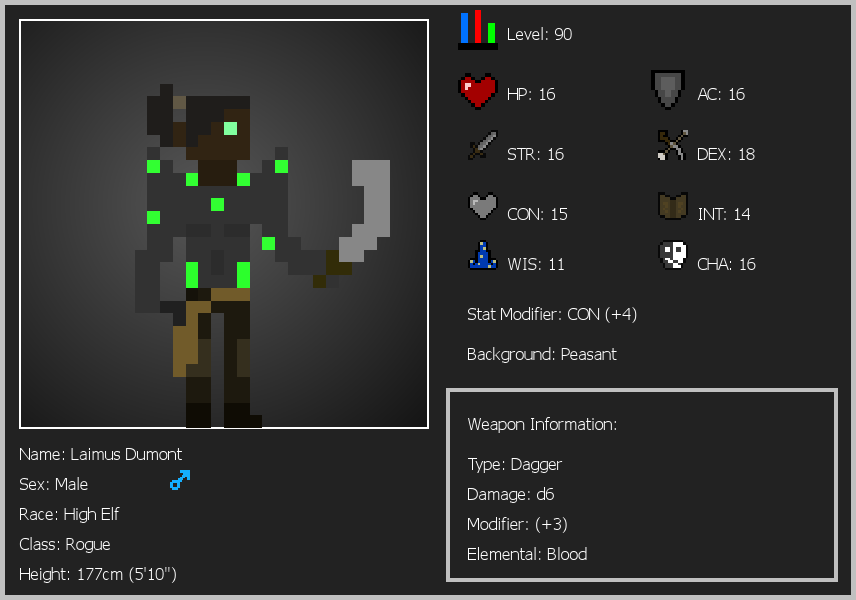 Level: 90
HP: 16
AC: 16
STR: 16
DEX: 18
CON: 15
INT: 14
WIS: 11
CHA: 16
Stat Modifier: CON (+4)
Background: Peasant
Weapon Information:
Type: Dagger
Damage: d6
Modifier: (+3)
Elemental: Blood
Name: Laimus Dumont
Sex: Male
Race: High Elf
Class: Rogue
Height: 177cm (5'10")